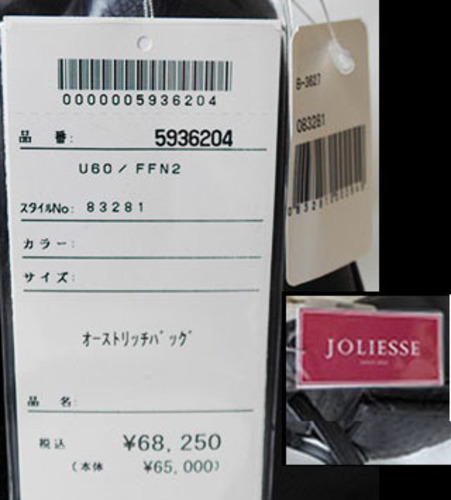 0000005936204
品 番: 5936204
U60 / FFN2
スタイルNo: 83281
カラー:
サイズ:
オーストリッチバッグ
品 名:
税込 ¥68,250
(本体 ¥65,000)
B-3627
083281
JOLIESSE